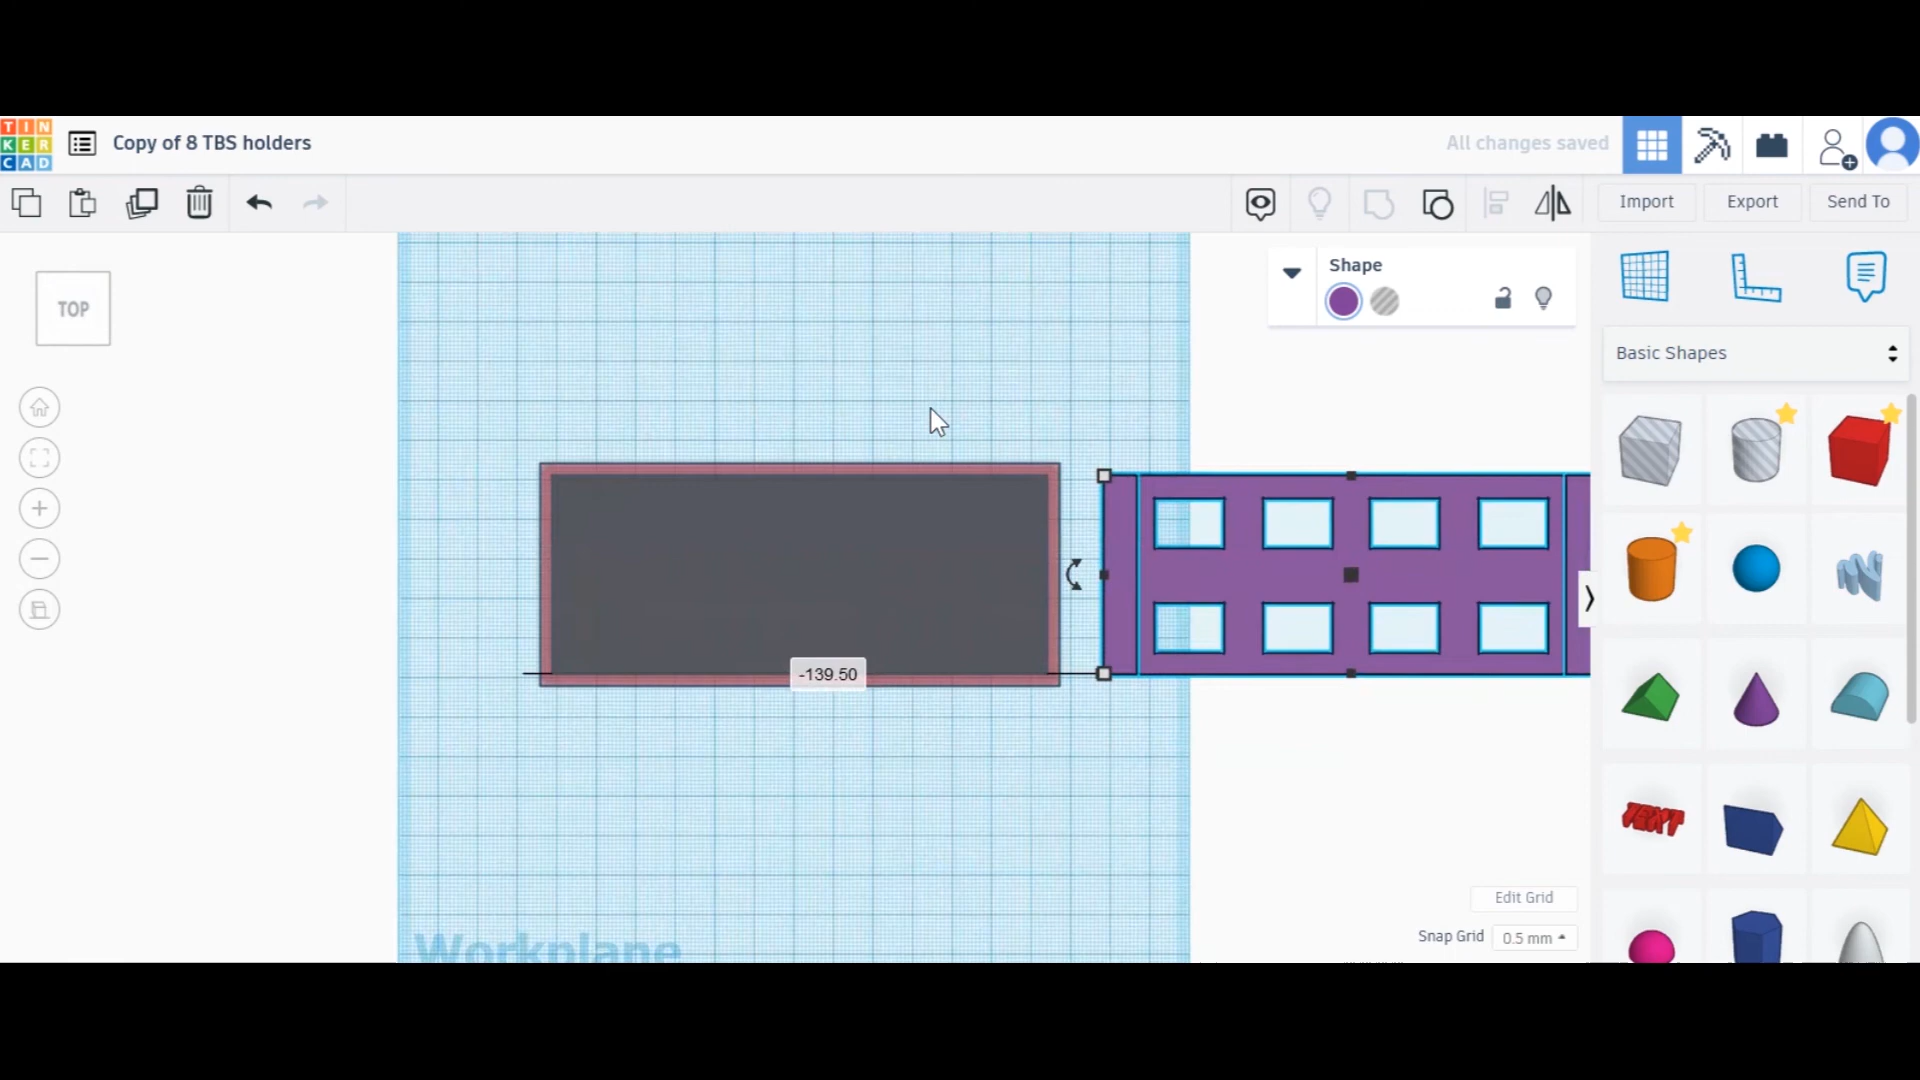 TIN
KER
CAD
Copy of 8 TBS holders
All changes saved
Import
Export
Send To
TOP
Shape
Basic Shapes
-139.50
TEXT
Edit Grid
Snap Grid
0.5 mm
Workplane